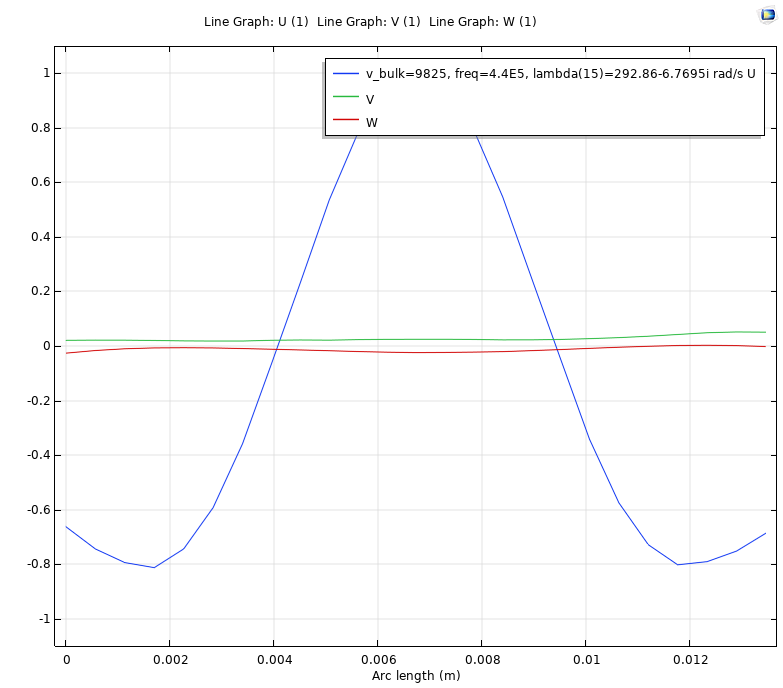 Line Graph: U (1)  Line Graph: V (1)  Line Graph: W (1)
v_bulk=9825, freq=4.4E5, lambda(15)=292.86-6.7695i rad/s U
V
W
1
0.8
0.6
0.4
0.2
0
-0.2
-0.4
-0.6
-0.8
-1
0 0.002 0.004 0.006 0.008 0.01 0.012
Arc length (m)